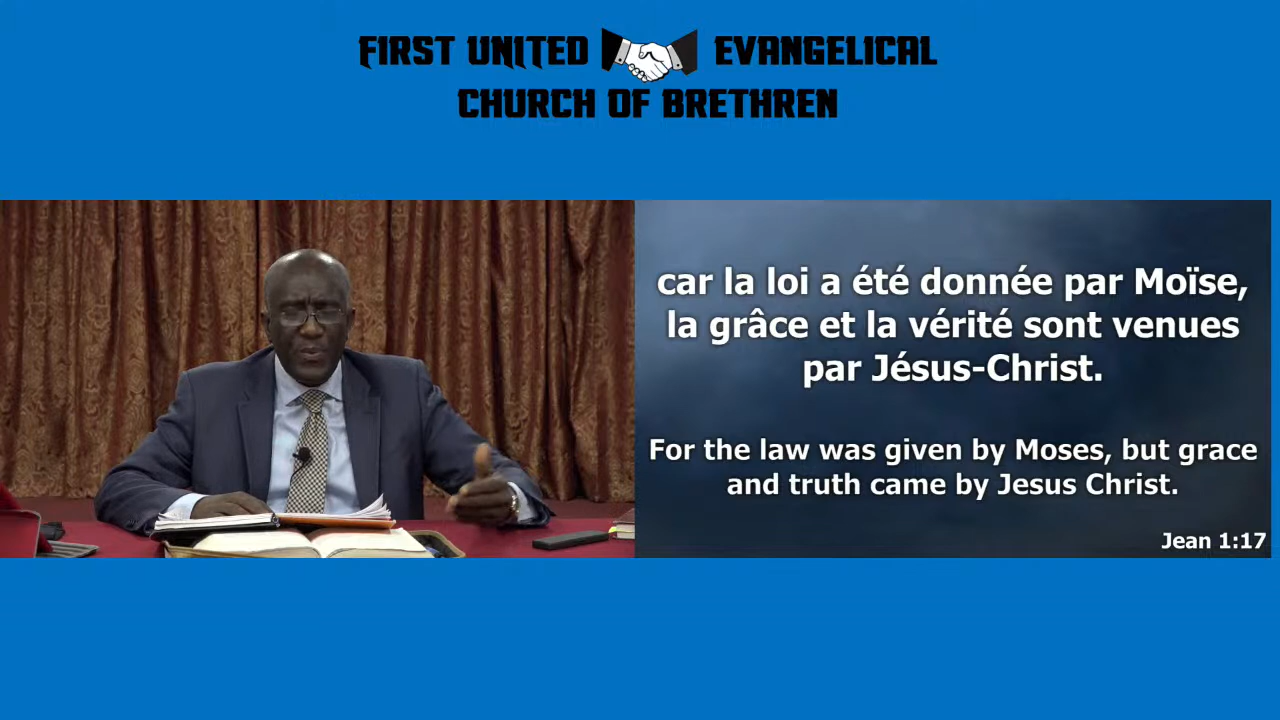 FIRST UNITED EVANGELICAL
CHURCH OF BRETHREN
car la loi a été donnée par Moïse,
la grâce et la vérité sont venues
par Jésus-Christ.
For the law was given by Moses, but grace
and truth came by Jesus Christ.
Jean 1:17